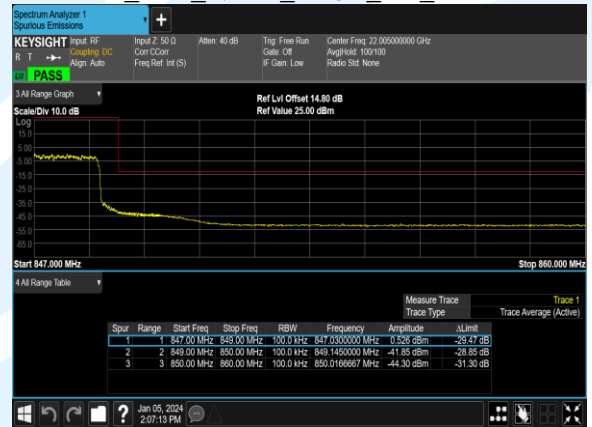 Spectrum Analyzer 1
Spurious Emissions
+
KEYSIGHT Input: RF Input Z: 50 Ω Atten: 40 dB Trig: Free Run Center Freq: 22.005000000 GHz
R T Coupling: DC Corr CCorr Gate: Off Avg|Hold: 100/100
Align: Auto Freq Ref: Int (S) IF Gain: Low Radio Std: None
LW PASS
3 All Range Graph
Ref Lvl Offset 14.80 dB
Scale/Div 10.0 dB Ref Value 25.00 dBm
Log
15.0
5.00
-5.00
-15.0
-25.0
-35.0
-45.0
-55.0
-65.0
Start 847.000 MHz Stop 860.000 MHz
4 All Range Table
Measure Trace Trace 1
Trace Type Trace Average (Active)
Spur Range Start Freq Stop Freq RBW Frequency Amplitude ΔLimit
1 1 847.00 MHz 849.00 MHz 100.0 kHz 847.0300000 MHz 0.526 dBm -29.47 dB
2 2 849.00 MHz 850.00 MHz 100.0 kHz 849.1450000 MHz -41.85 dBm -28.85 dB
3 3 850.00 MHz 860.00 MHz 100.0 kHz 850.0166667 MHz -44.30 dBm -31.30 dB
? Jan 05, 2024
2:07:13 PM